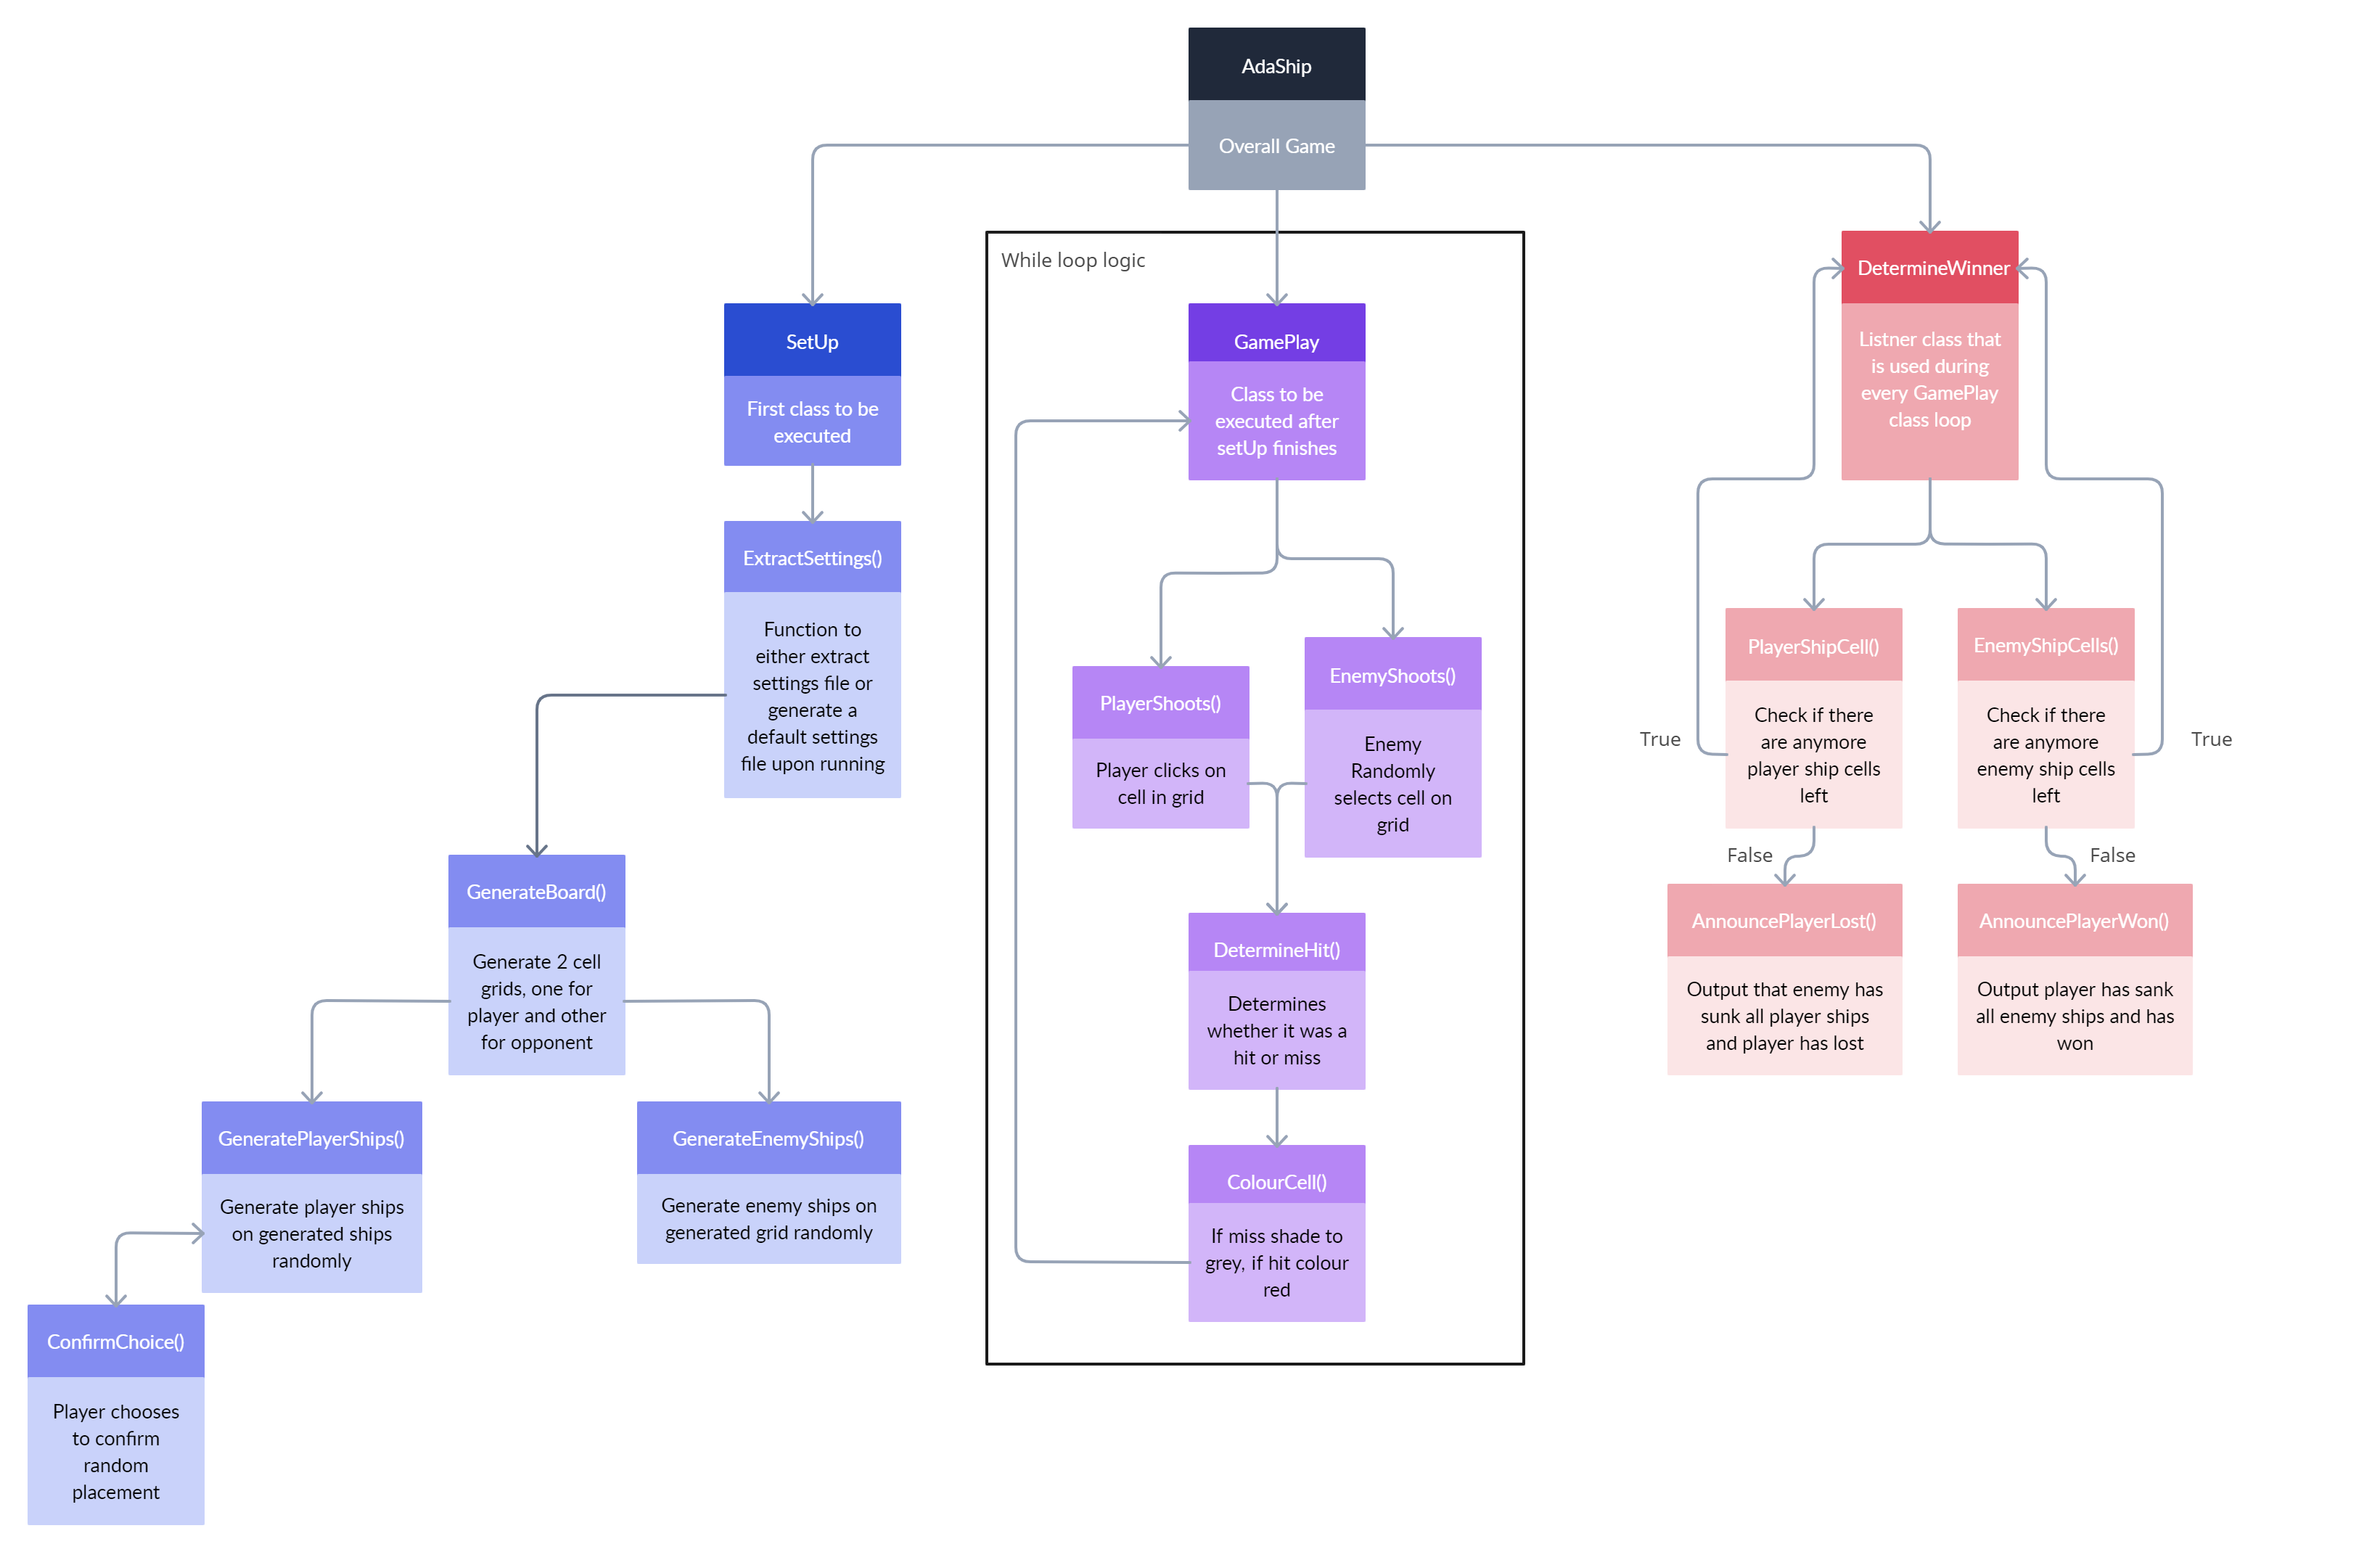 AdaShip
Overall Game
While loop logic
SetUp
First class to be
executed
ExtractSettings()
Function to
either extract
settings file or
generate a
default settings
file upon running
GenerateBoard()
Generate 2 cell
grids, one for
player and other
for opponent
GeneratePlayerShips()
Generate player ships
on generated ships
randomly
GenerateEnemyShips()
Generate enemy ships on
generated grid randomly
ConfirmChoice()
Player chooses
to confirm
random
placement
GamePlay
Class to be
executed after
setUp finishes
PlayerShoots()
Player clicks on
cell in grid
EnemyShoots()
Enemy
Randomly
selects cell on
grid
DetermineHit()
Determines
whether it was a
hit or miss
ColourCell()
If miss shade to
grey, if hit colour
red
DetermineWinner
Listner class that
is used during
every GamePlay
class loop
PlayerShipCell()
Check if there
are anymore
player ship cells
left
True
False
EnemyShipCells()
Check if there
are anymore
enemy ship cells
left
True
False
AnnouncePlayerLost()
Output that enemy has
sunk all player ships
and player has lost
AnnouncePlayerWon()
Output player has sank
all enemy ships and has
won